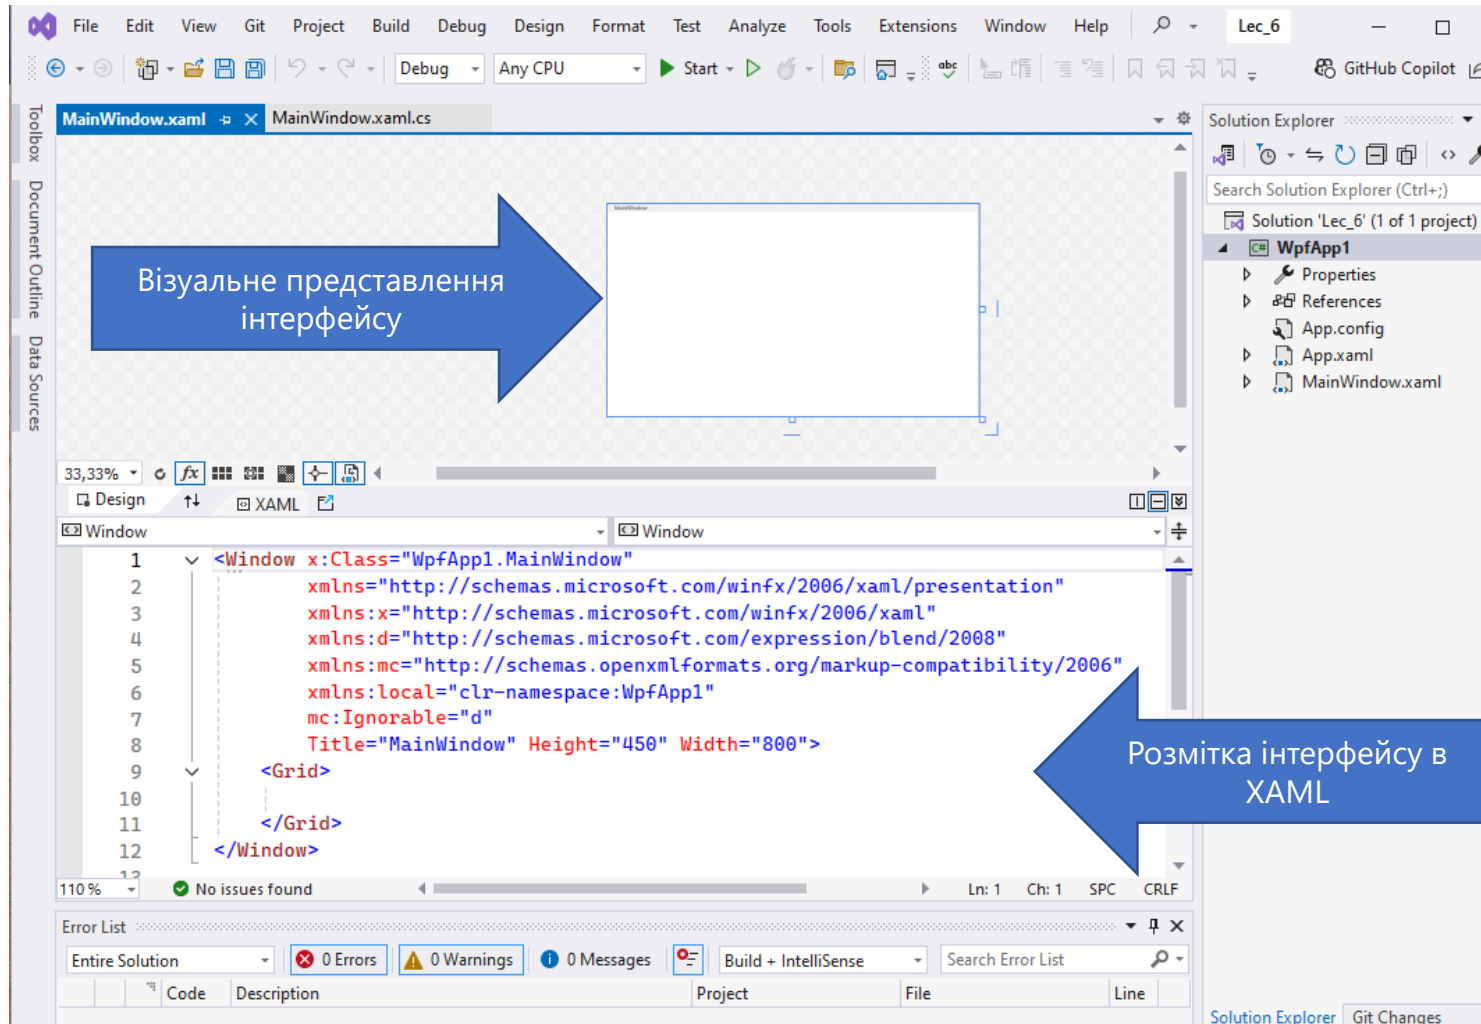 File Edit View Git Project Build Debug Design Format Test Analyze Tools Extensions Window Help Lec_6
Debug Any CPU Start GitHub Copilot
Toolbox
Document Outline
Data Sources
MainWindow.xaml MainWindow.xaml.cs
MainWindow
Візуальне представлення
інтерфейсу
33,33% fx
Design XAML
Window Window
1 <Window x:Class="WpfApp1.MainWindow"
2 xmlns="http://schemas.microsoft.com/winfx/2006/xaml/presentation"
3 xmlns:x="http://schemas.microsoft.com/winfx/2006/xaml"
4 xmlns:d="http://schemas.microsoft.com/expression/blend/2008"
5 xmlns:mc="http://schemas.openxmlformats.org/markup-compatibility/2006"
6 xmlns:local="clr-namespace:WpfApp1"
7 mc:Ignorable="d"
8 Title="MainWindow" Height="450" Width="800">
9 <Grid>
10
11 </Grid>
12 </Window>
13
Розмітка інтерфейсу в
XAML
110 % No issues found Ln: 1 Ch: 1 SPC CRLF
Error List
Entire Solution 0 Errors 0 Warnings 0 Messages Build + IntelliSense Search Error List
Code Description Project File Line
Solution Explorer
Search Solution Explorer (Ctrl+;)
Solution 'Lec_6' (1 of 1 project)
C# WpfApp1
Properties
References
App.config
App.xaml
MainWindow.xaml
Solution Explorer Git Changes